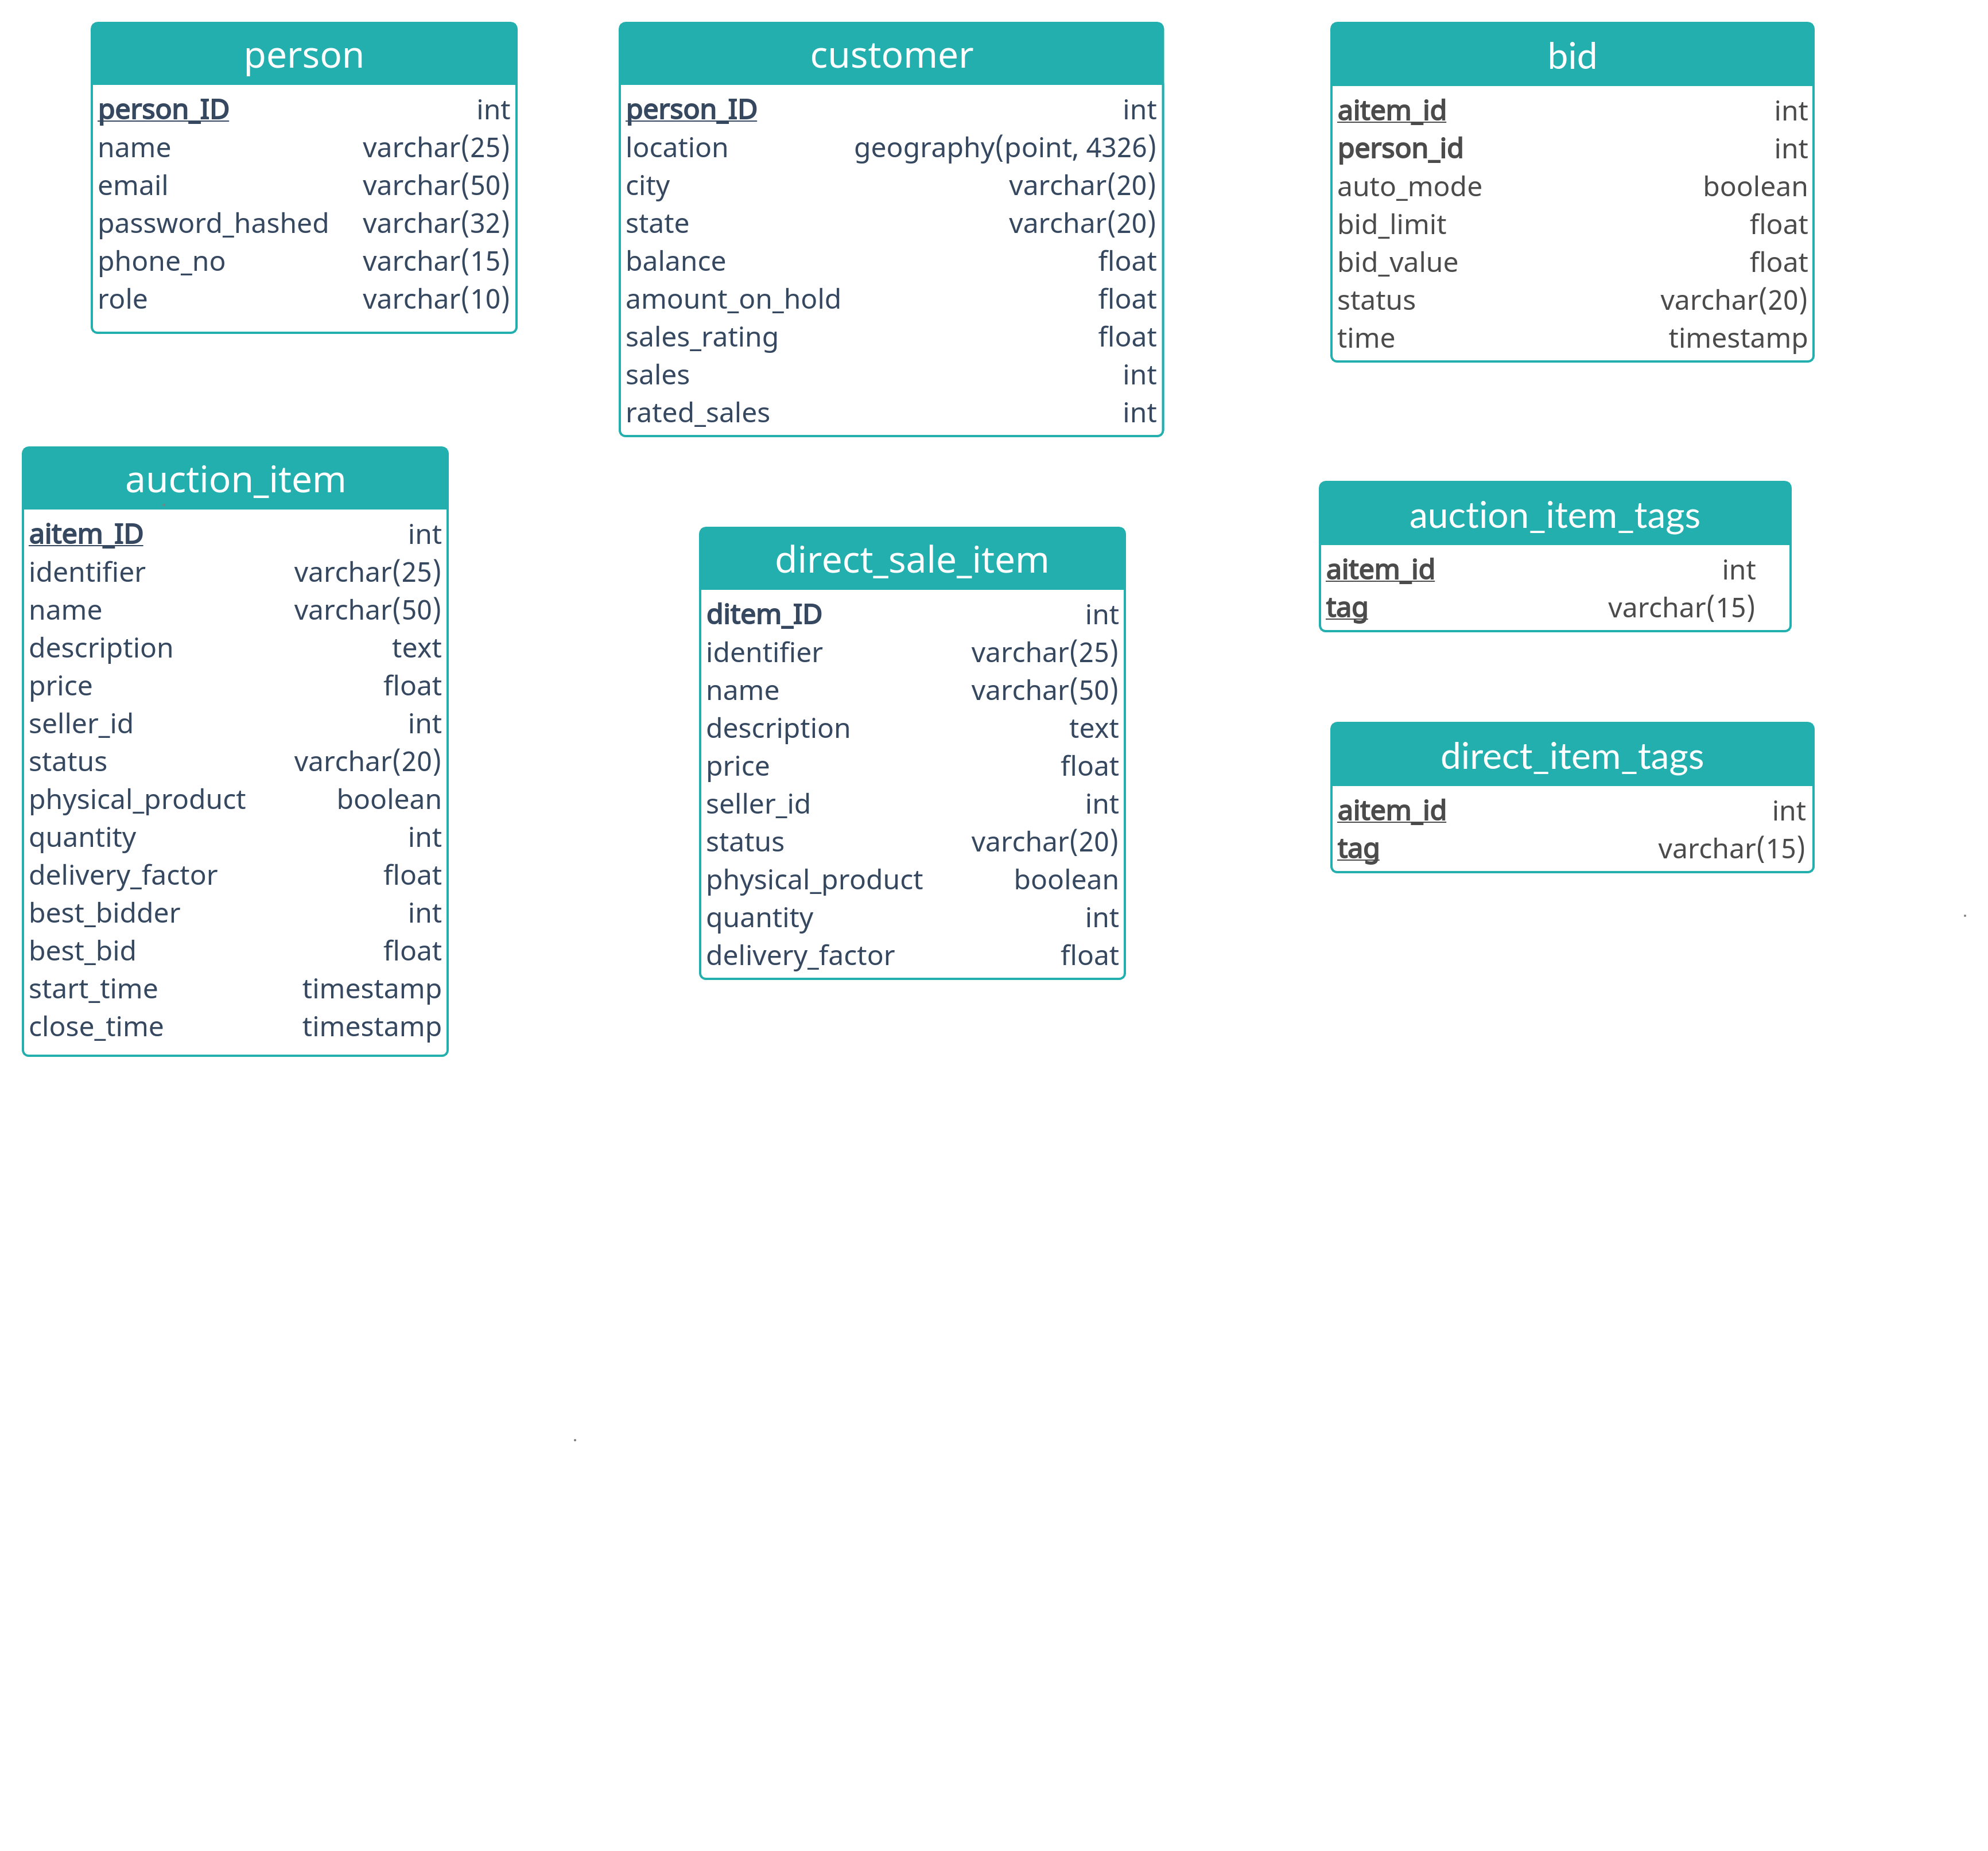 person
person_ID int
name varchar(25)
email varchar(50)
password_hashed varchar(32)
phone_no varchar(15)
role varchar(10)
customer
person_ID int
location geography(point, 4326)
city varchar(20)
state varchar(20)
balance float
amount_on_hold float
sales_rating float
sales int
rated_sales int
bid
aitem_id int
person_id int
auto_mode boolean
bid_limit float
bid_value float
status varchar(20)
time timestamp
auction_item
aitem_ID int
identifier varchar(25)
name varchar(50)
description text
price float
seller_id int
status varchar(20)
physical_product boolean
quantity int
delivery_factor float
best_bidder int
best_bid float
start_time timestamp
close_time timestamp
direct_sale_item
ditem_ID int
identifier varchar(25)
name varchar(50)
description text
price float
seller_id int
status varchar(20)
physical_product boolean
quantity int
delivery_factor float
auction_item_tags
aitem_id int
tag varchar(15)
direct_item_tags
aitem_id int
tag varchar(15)